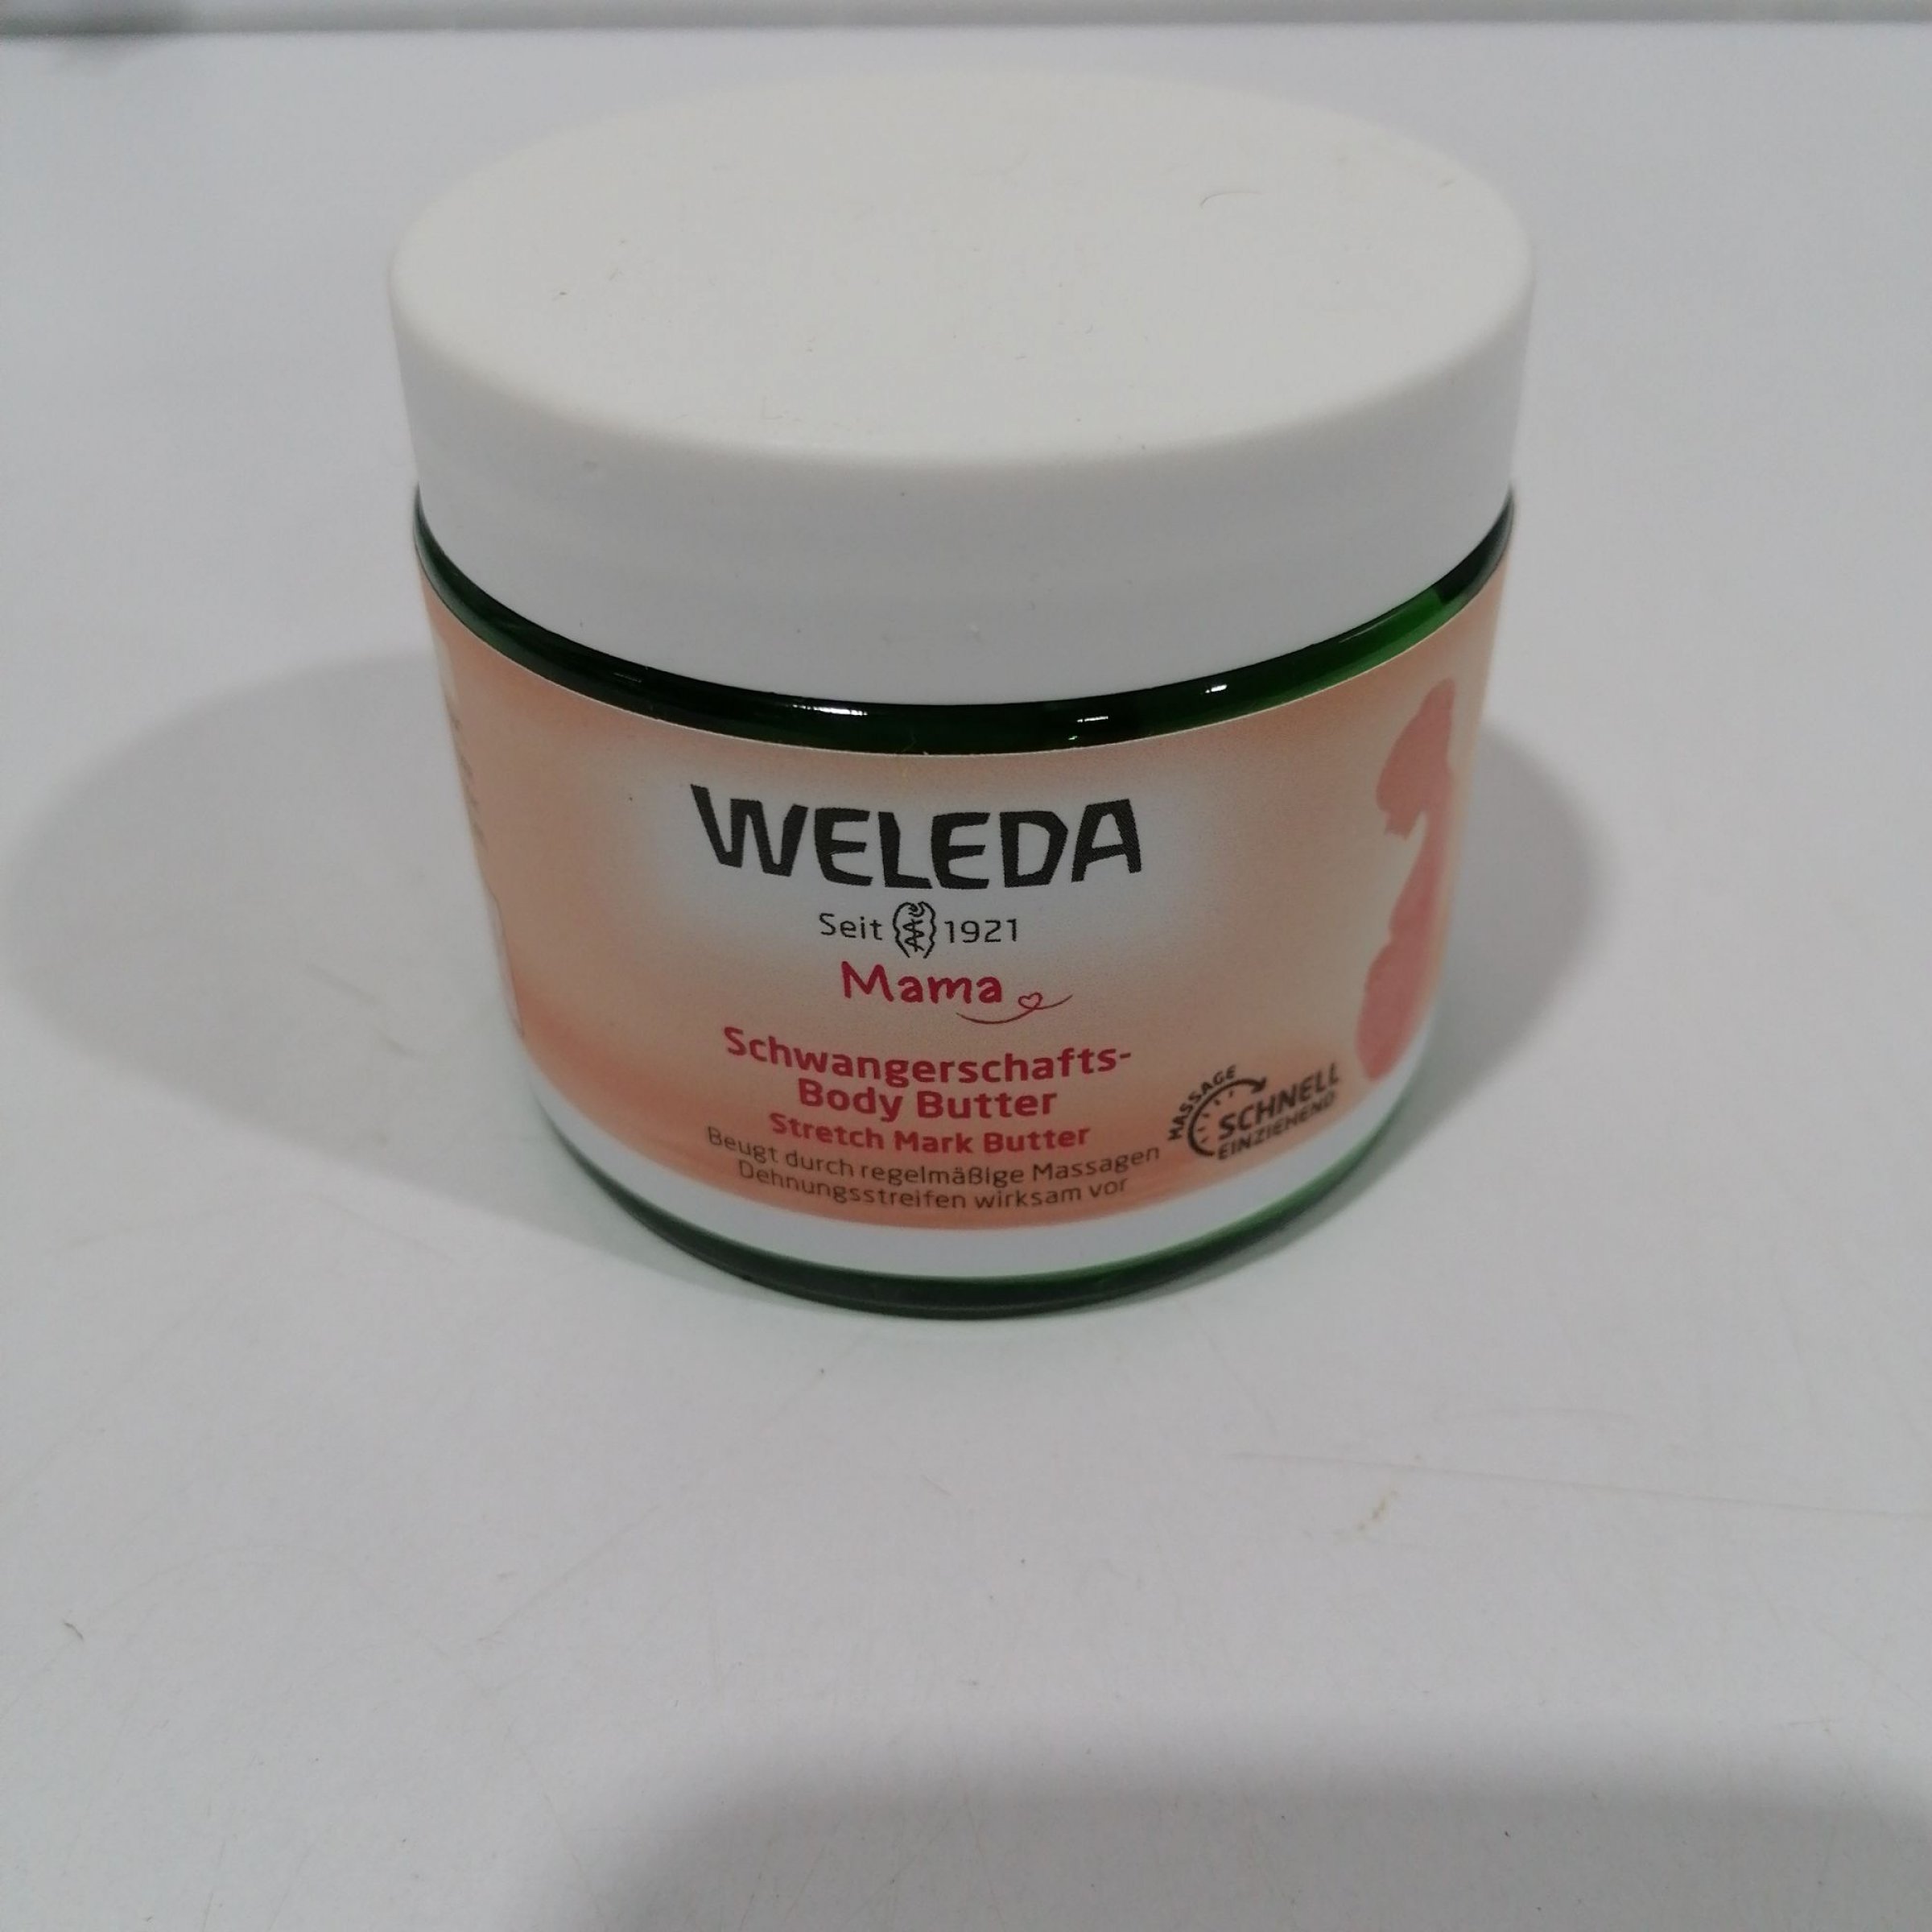 WELEDA
Seit 1921
Mama
Schwangerschafts-
Body Butter
Stretch Mark Butter
Beugt durch regelmäßige Massagen
Dehnungsstreifen wirksam vor
MASSAGE
SCHNELL
EINZIEHEND